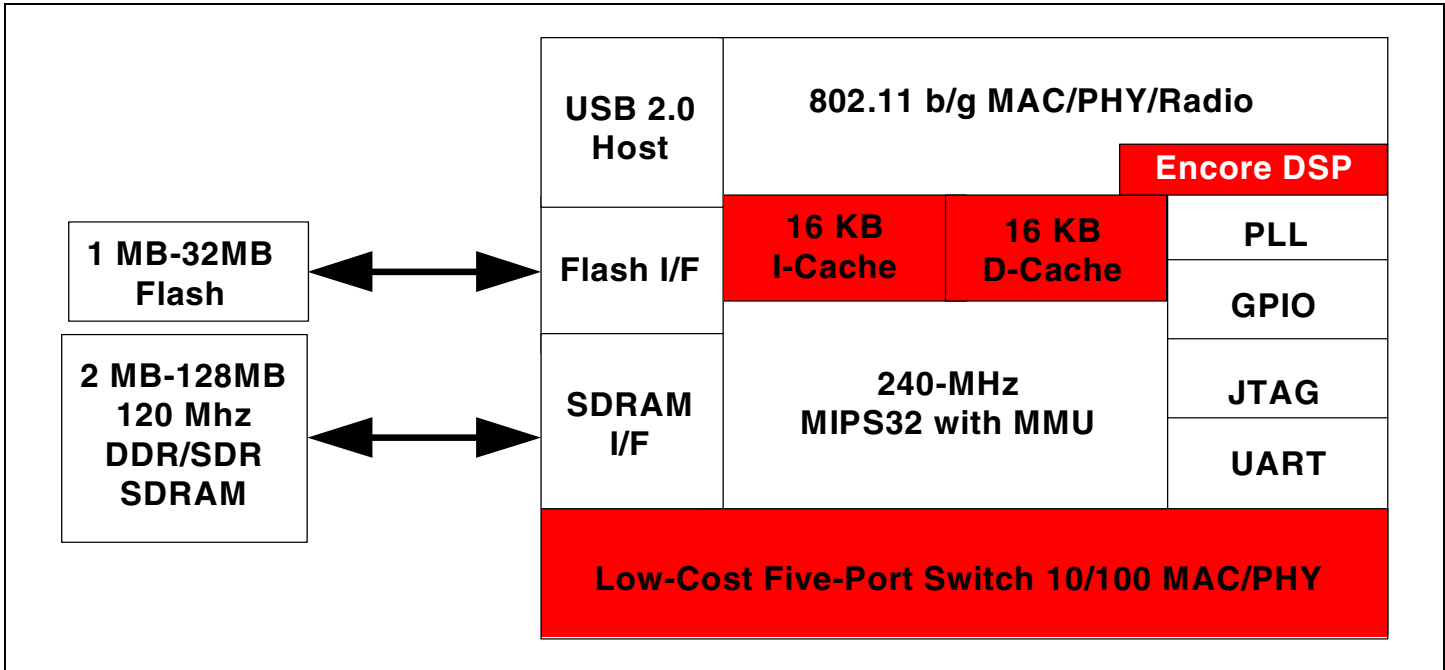 USB 2.0
Host
802.11 b/g MAC/PHY/Radio
Encore DSP
1 MB-32MB
Flash
Flash I/F
16 KB
I-Cache
16 KB
D-Cache
PLL
GPIO
2 MB-128MB
120 Mhz
DDR/SDR
SDRAM
SDRAM
I/F
240-MHz
MIPS32 with MMU
JTAG
UART
Low-Cost Five-Port Switch 10/100 MAC/PHY